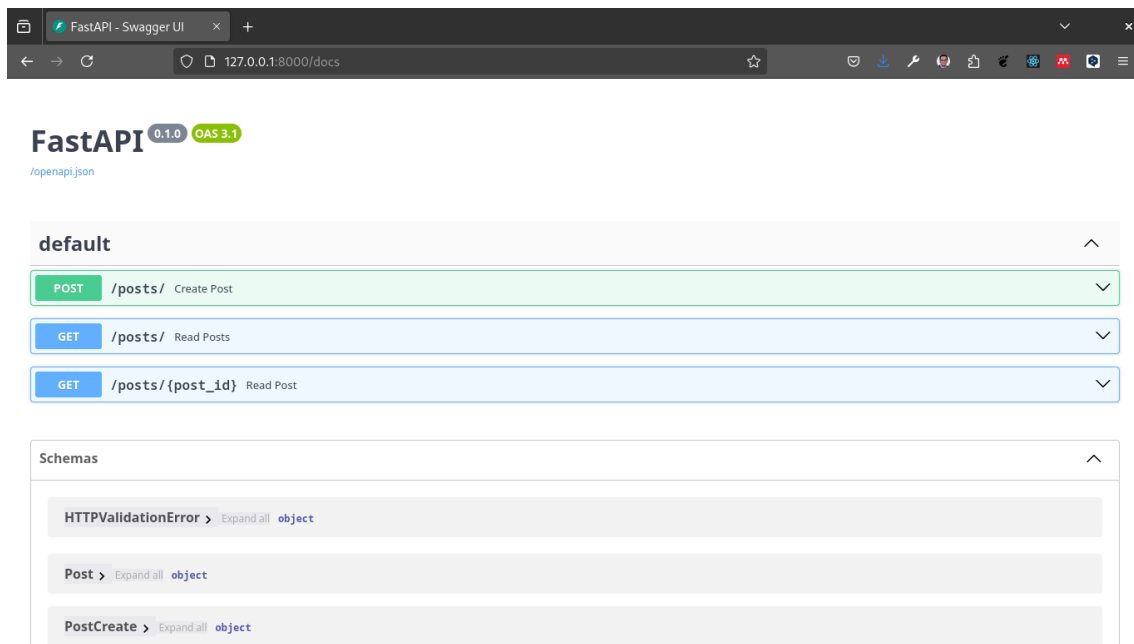 FastAPI - Swagger UI
127.0.0.1:8000/docs
FastAPI 0.1.0 OAS 3.1
/openapi.json
default
POST /posts/ Create Post
GET /posts/ Read Posts
GET /posts/{post_id} Read Post
Schemas
HTTPValidationError Expand all object
Post Expand all object
PostCreate Expand all object